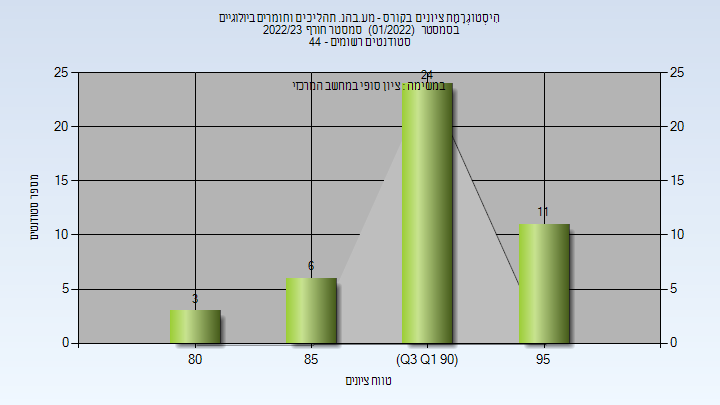 היסטוגרמת ציונים בקורס - מע.בהנ. תהליכים וחומרים ביולוגיים
בסמסטר (01/2022) סמסטר חורף 2022/23
סטודנטים רשומים - 44
במשימה : ציון סופי במחשב המרכזי
מספר סטודנטים
25 25
20 20
15 15
10 10
5 5
0 0
3 6 24 11
80 85 (Q3 Q1 90) 95
טווח ציונים